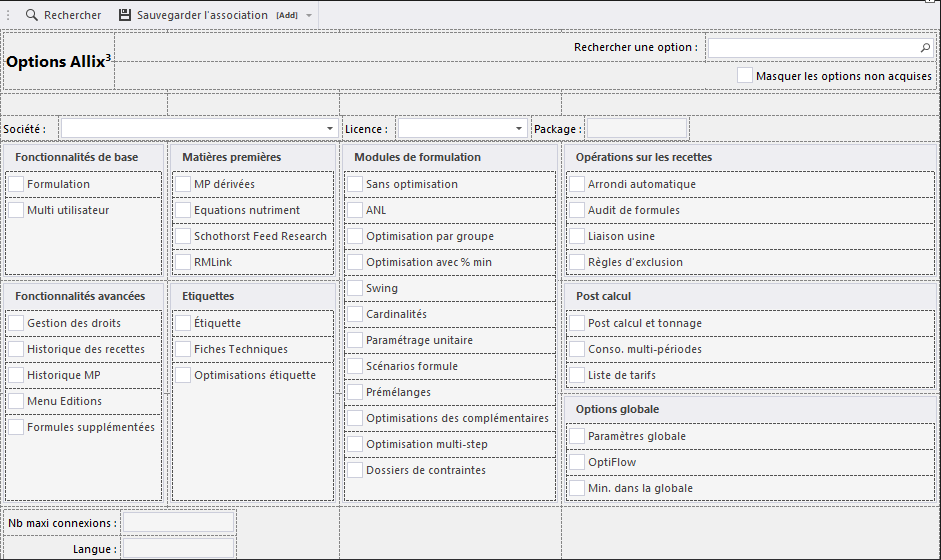 Rechercher Sauvegarder l'association [Add]
Options Allix³
Rechercher une option :
Masquer les options non acquises
Société : Licence : Package :
Fonctionnalités de base
Formulation
Multi utilisateur
Matières premières
MP dérivées
Equations nutriment
Schothorst Feed Research
RMLink
Modules de formulation
Sans optimisation
ANL
Optimisation par groupe
Optimisation avec % min
Swing
Cardinalités
Paramétrage unitaire
Scénarios formule
Prémélanges
Optimisations des complémentaires
Optimisation multi-step
Dossiers de contraintes
Opérations sur les recettes
Arrondi automatique
Audit de formules
Liaison usine
Règles d'exclusion
Fonctionnalités avancées
Gestion des droits
Historique des recettes
Historique MP
Menu Editions
Formules supplémentées
Etiquettes
Étiquette
Fiches Techniques
Optimisations étiquette
Post calcul
Post calcul et tonnage
Conso. multi-périodes
Liste de tarifs
Options globale
Paramètres globale
OptiFlow
Min. dans la globale
Nb maxi connexions :
Langue :